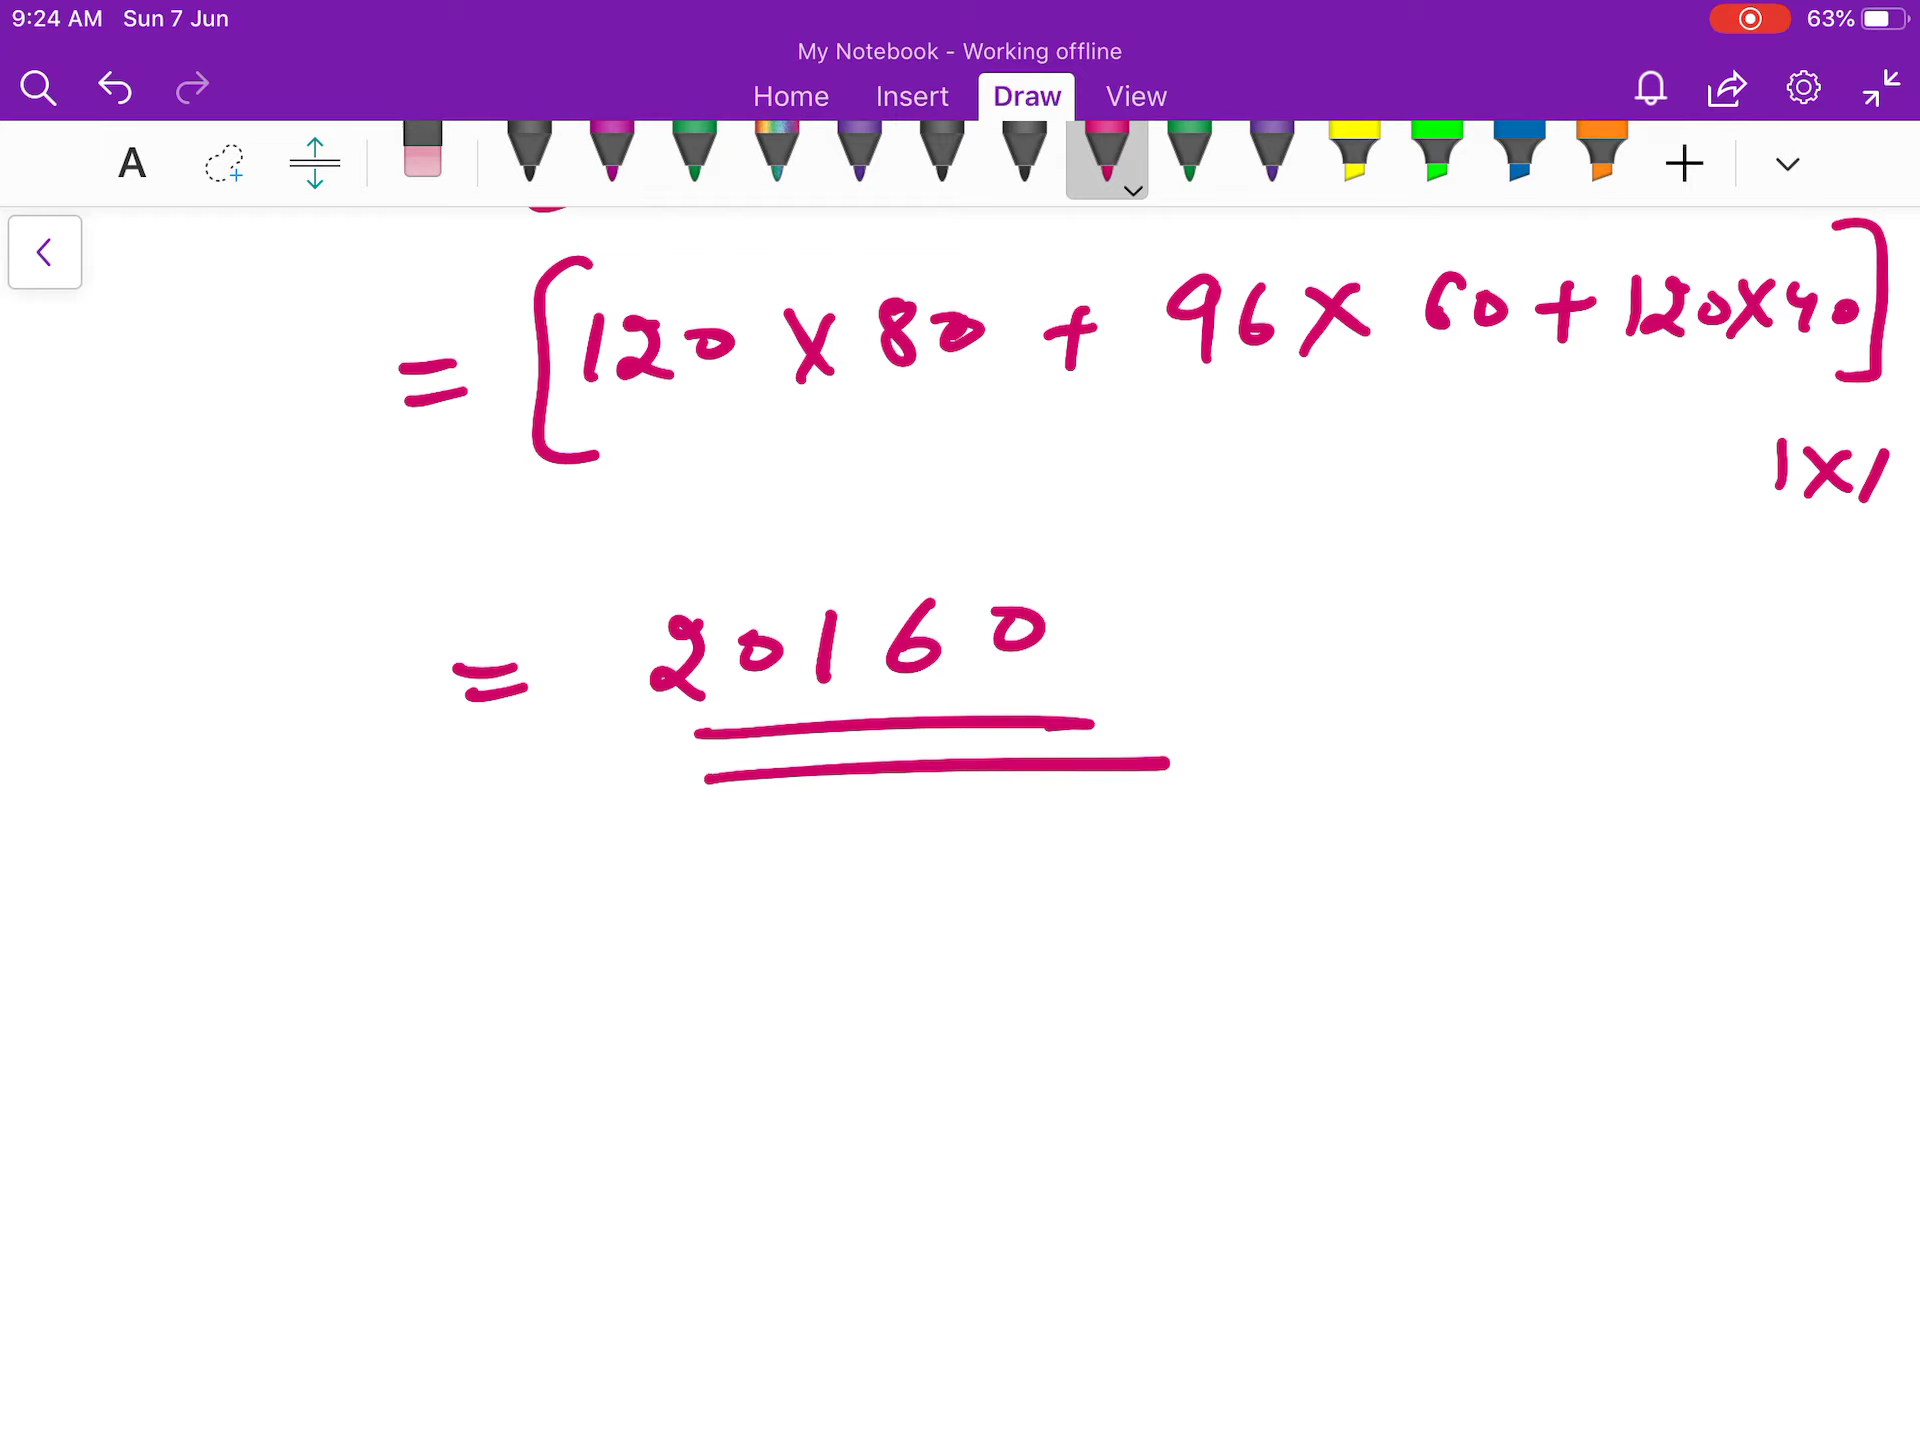 9:24 AM Sun 7 Jun 63%
My Notebook - Working offline
Home Insert Draw View
A
= [120 X 80 + 96 X 60 + 120X40]
1X1
= 20160